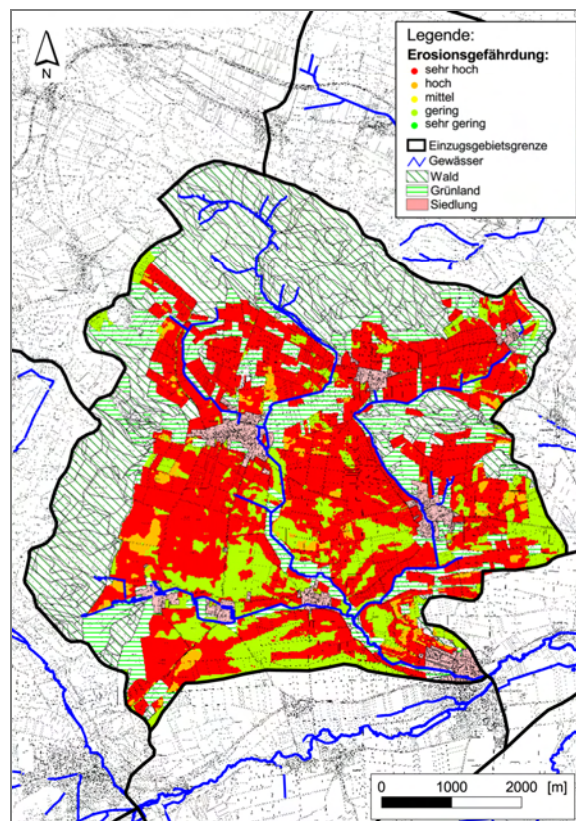 N
Legende:
Erosionsgefährdung:
sehr hoch
hoch
mittel
gering
sehr gering
Einzugsgebietsgrenze
Gewässer
Wald
Grünland
Siedlung
0 1000 2000 [m]